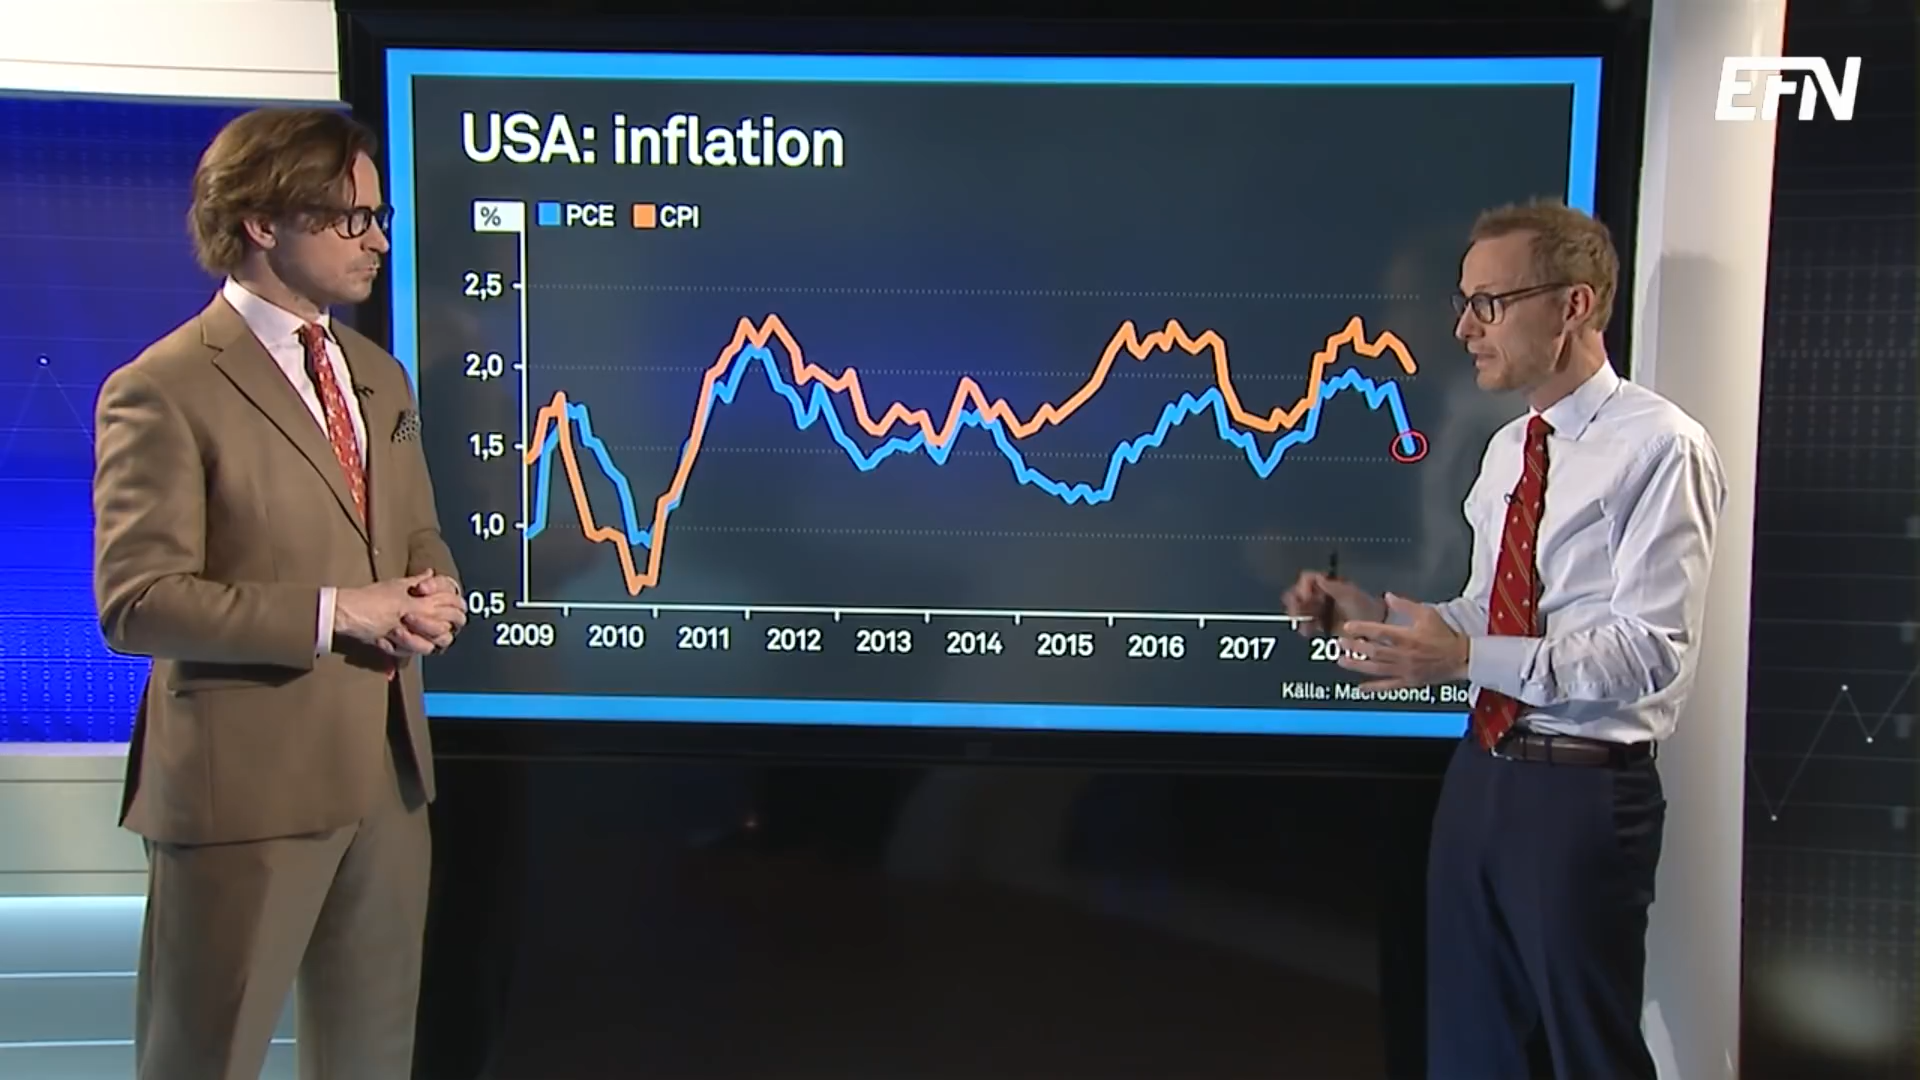 EFN
USA: inflation
% PCE CPI
2,5
2,0
1,5
1,0
0,5
2009 2010 2011 2012 2013 2014 2015 2016 2017
Källa: Macrobond,